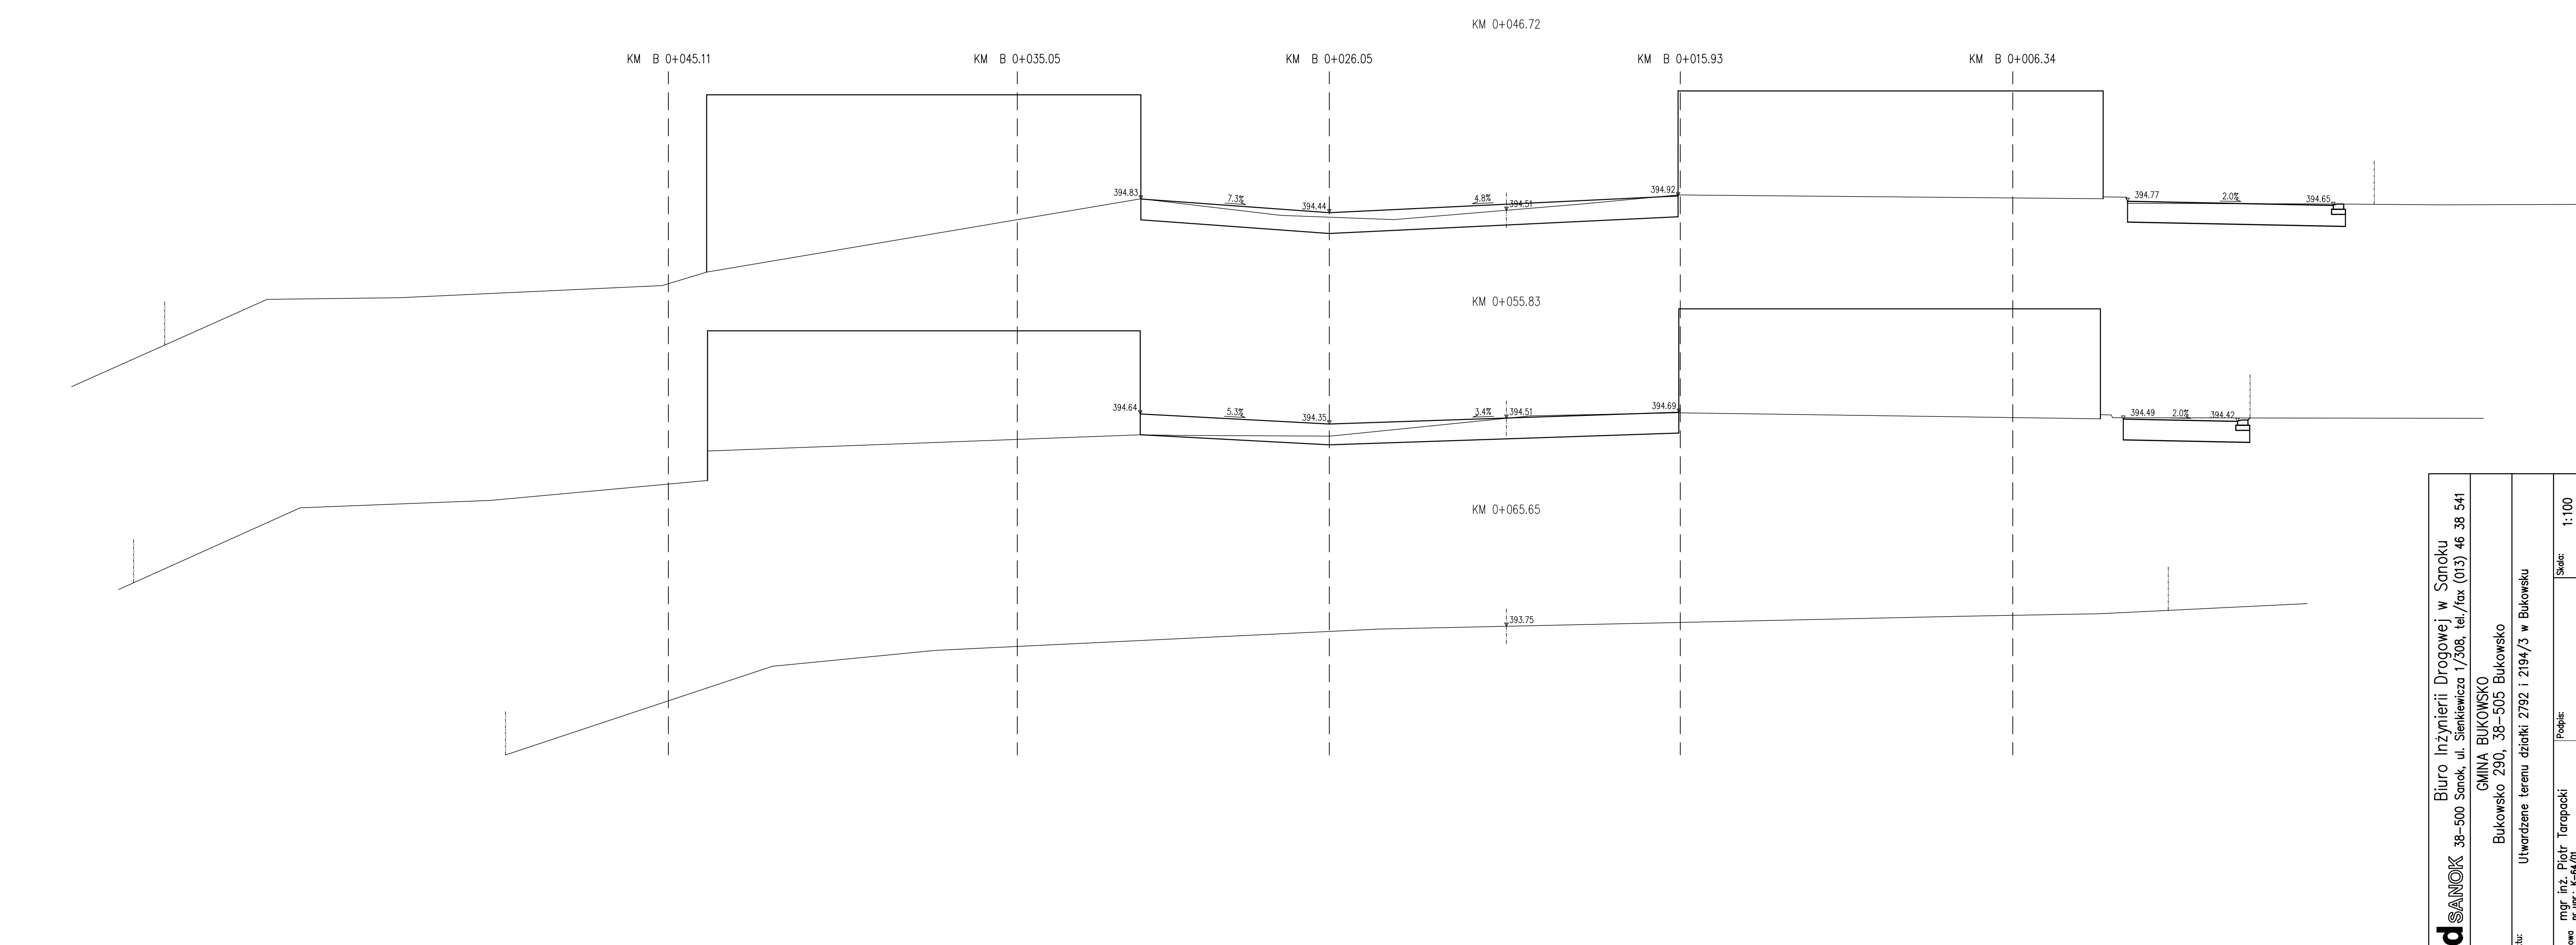 KM 0+046.72
KM B 0+045.11
KM B 0+035.05
KM B 0+026.05
KM B 0+015.93
KM B 0+006.34
394.83
7.3%
394.44
4.8%
394.51
394.92
394.77
2.0%
394.65
KM 0+055.83
394.64
5.3%
394.35
3.4%
394.51
394.69
394.49
2.0%
394.42
KM 0+065.65
393.75
Biuro Inżynierii Drogowej w Sanoku
SANOK 38-500 Sanok, ul. Sienkiewicza 1/308, tel./fax (013) 46 38 541
GMINA BUKOWSKO
Bukowsko 290, 38-505 Bukowsko
Utwardzene terenu działki 2792 i 2194/3 w Bukowsku
Skala:
1:100
Podpis:
mgr inż. Piotr Tarapacki